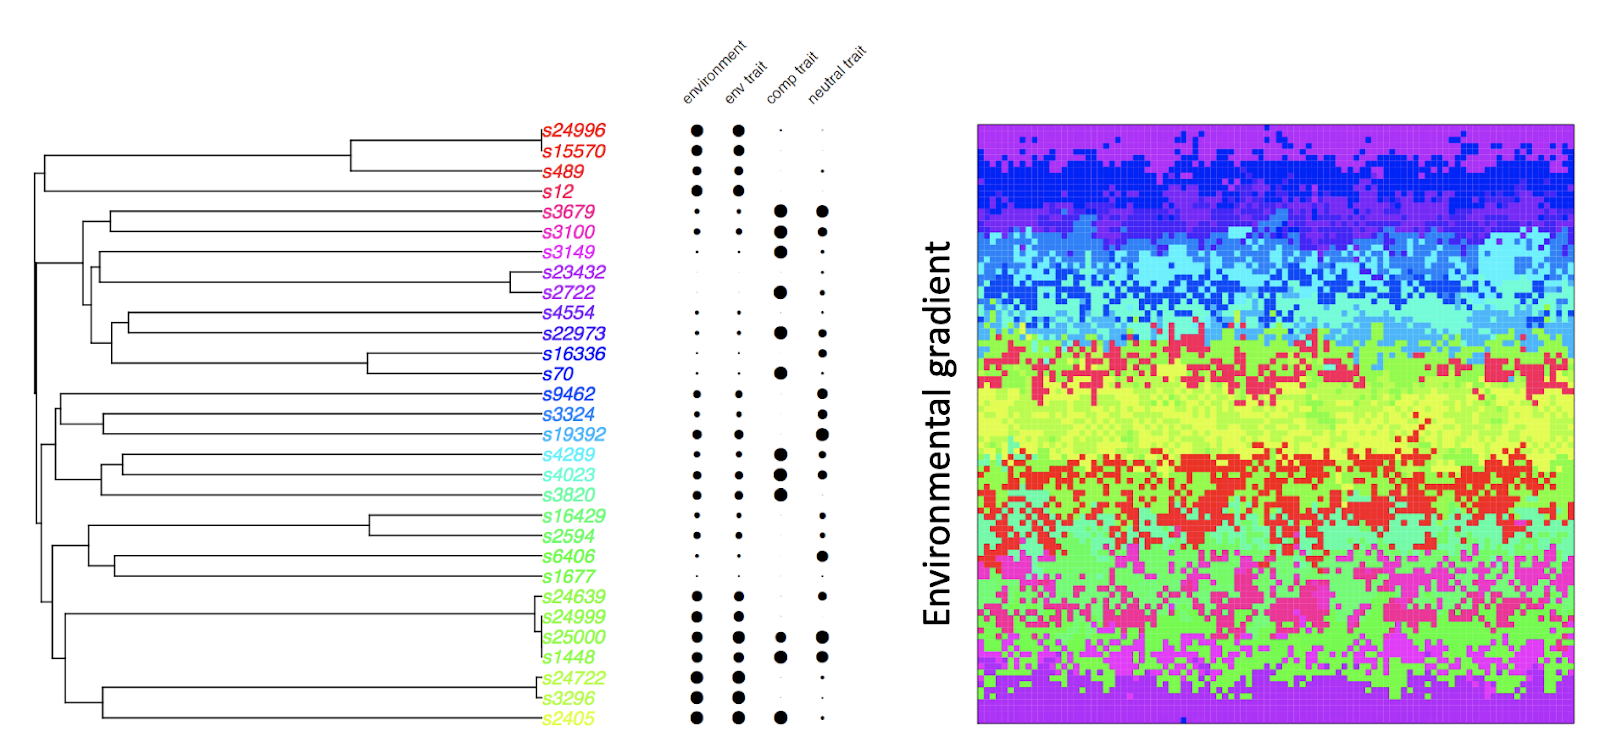 environment
env trait
comp trait
neutral trait
s24996
s15570
s489
s12
s3679
s3100
s3149
s23432
s2722
s4554
s22973
s16336
s70
s9462
s3324
s19392
s4289
s4023
s3820
s16429
s2594
s6406
s1677
s24639
s24999
s25000
s1448
s24722
s3296
s2405
Environmental gradient